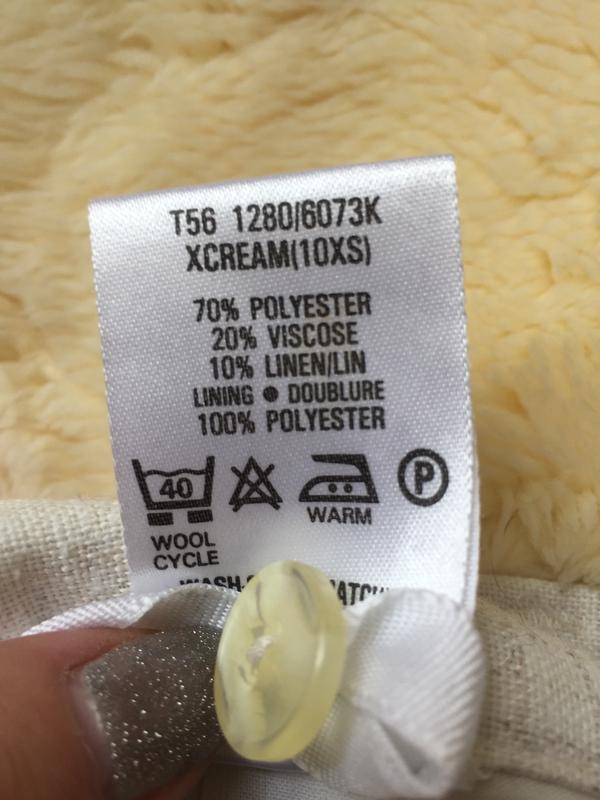 T56 1280/6073K
XCREAM(10XS)
70% POLYESTER
20% VISCOSE
10% LINEN/LIN
LINING ● DOUBLURE
100% POLYESTER
40 P
WARM
WOOL
CYCLE